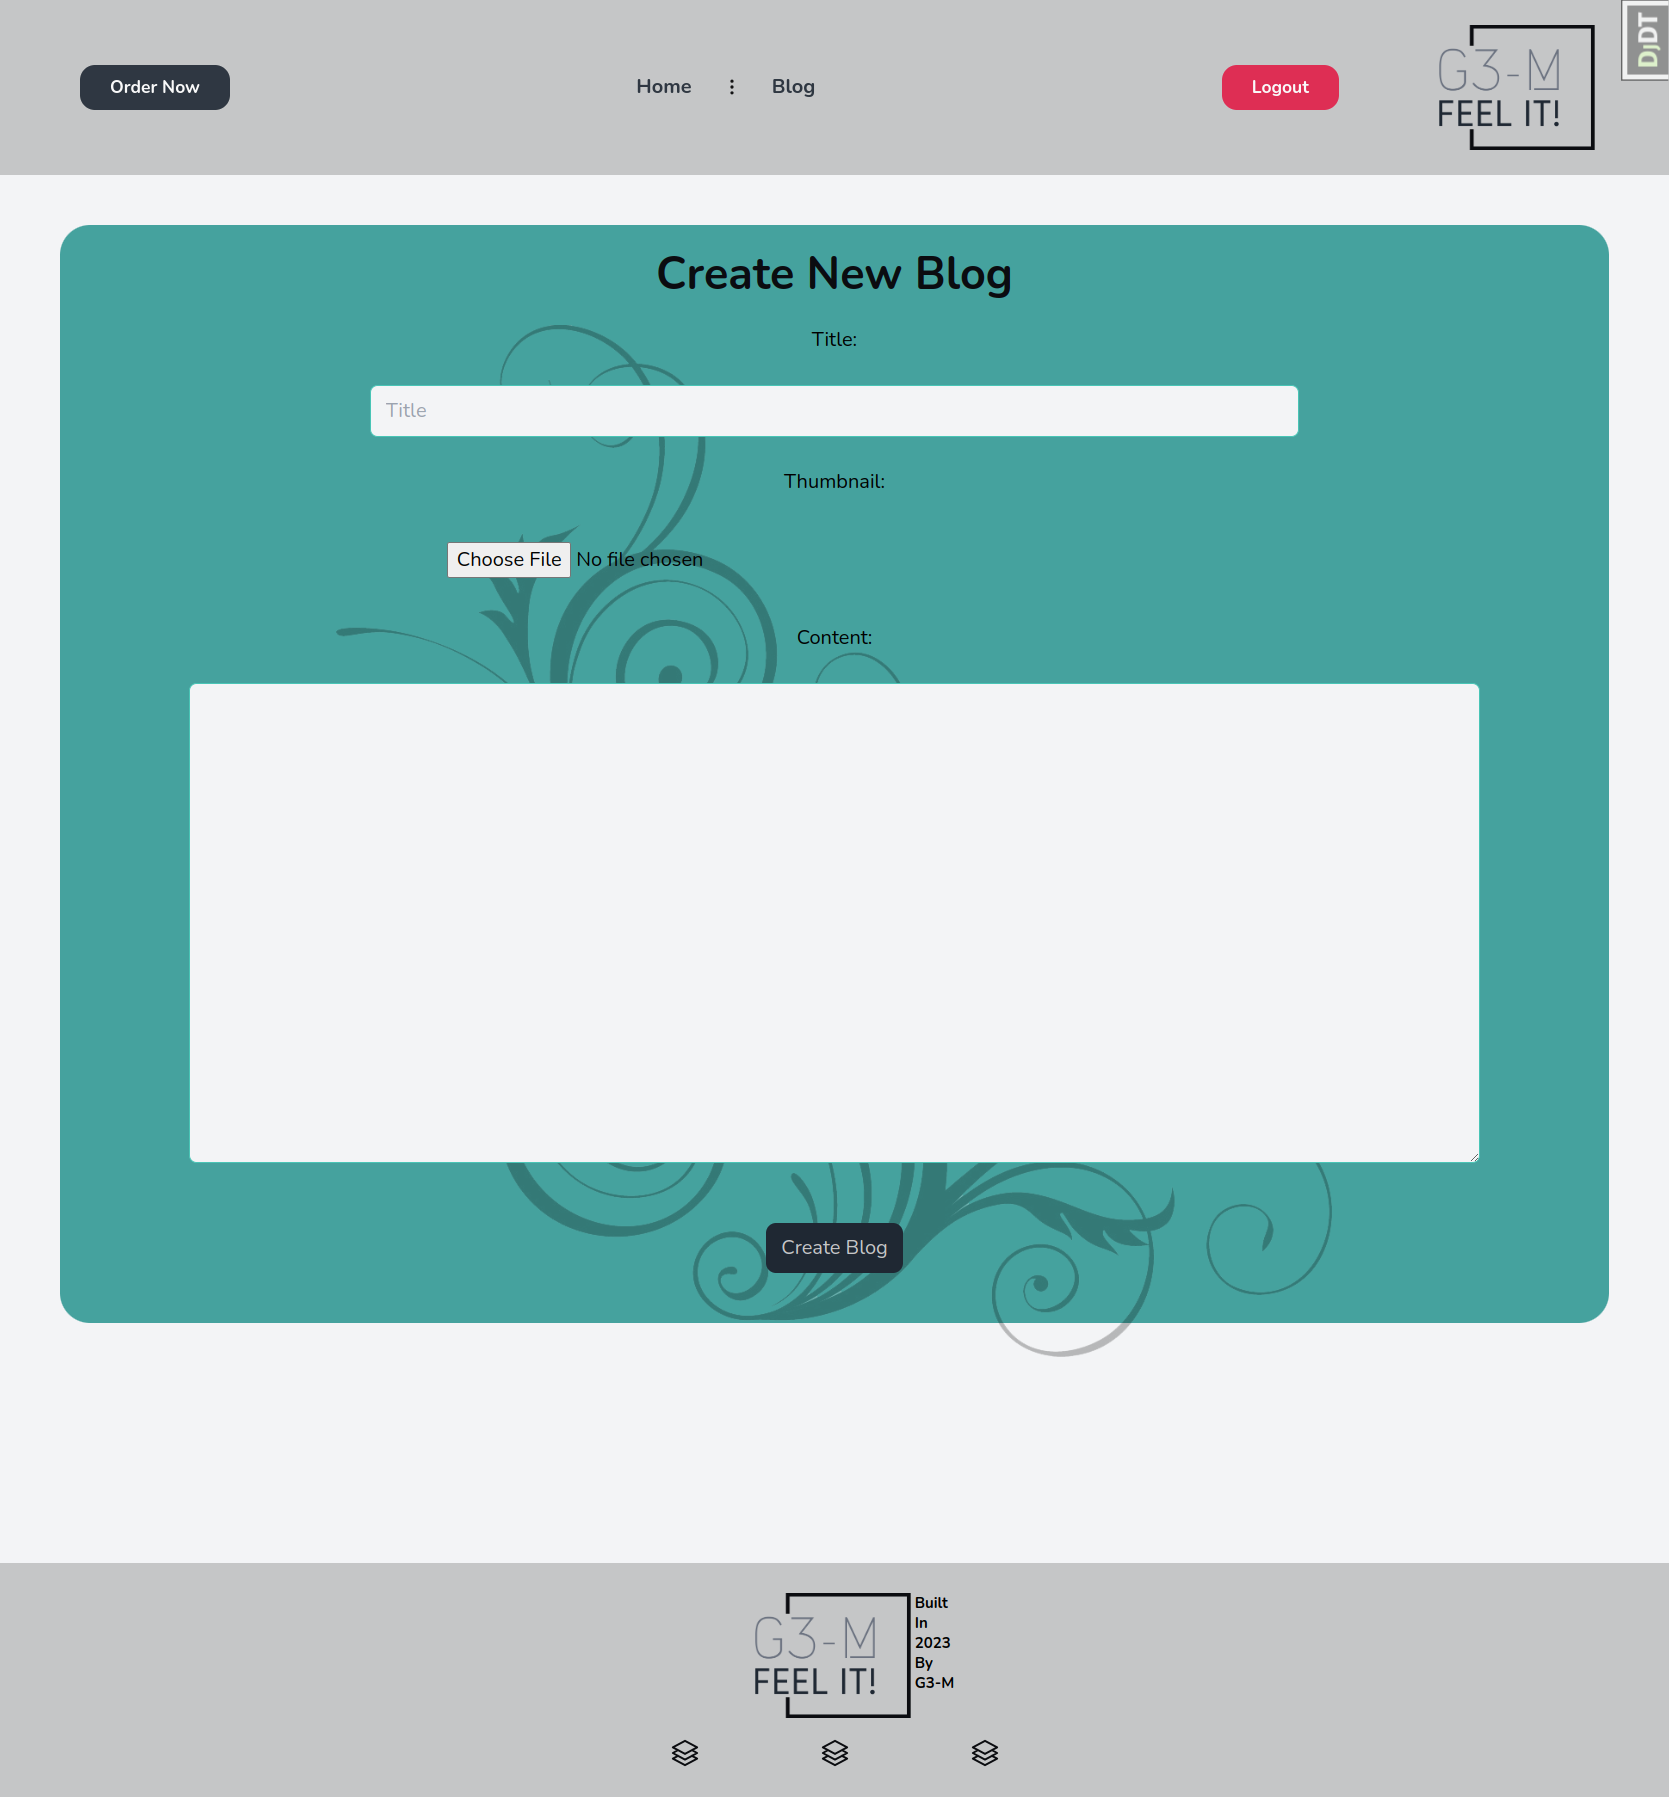 Order Now
Home
Blog
Logout
G3-M
FEEL IT!
DjDT
Create New Blog
Title:
Title
Thumbnail:
Choose File No file chosen
Content:
Create Blog
G3-M
FEEL IT!
Built
In
2023
By
G3-M